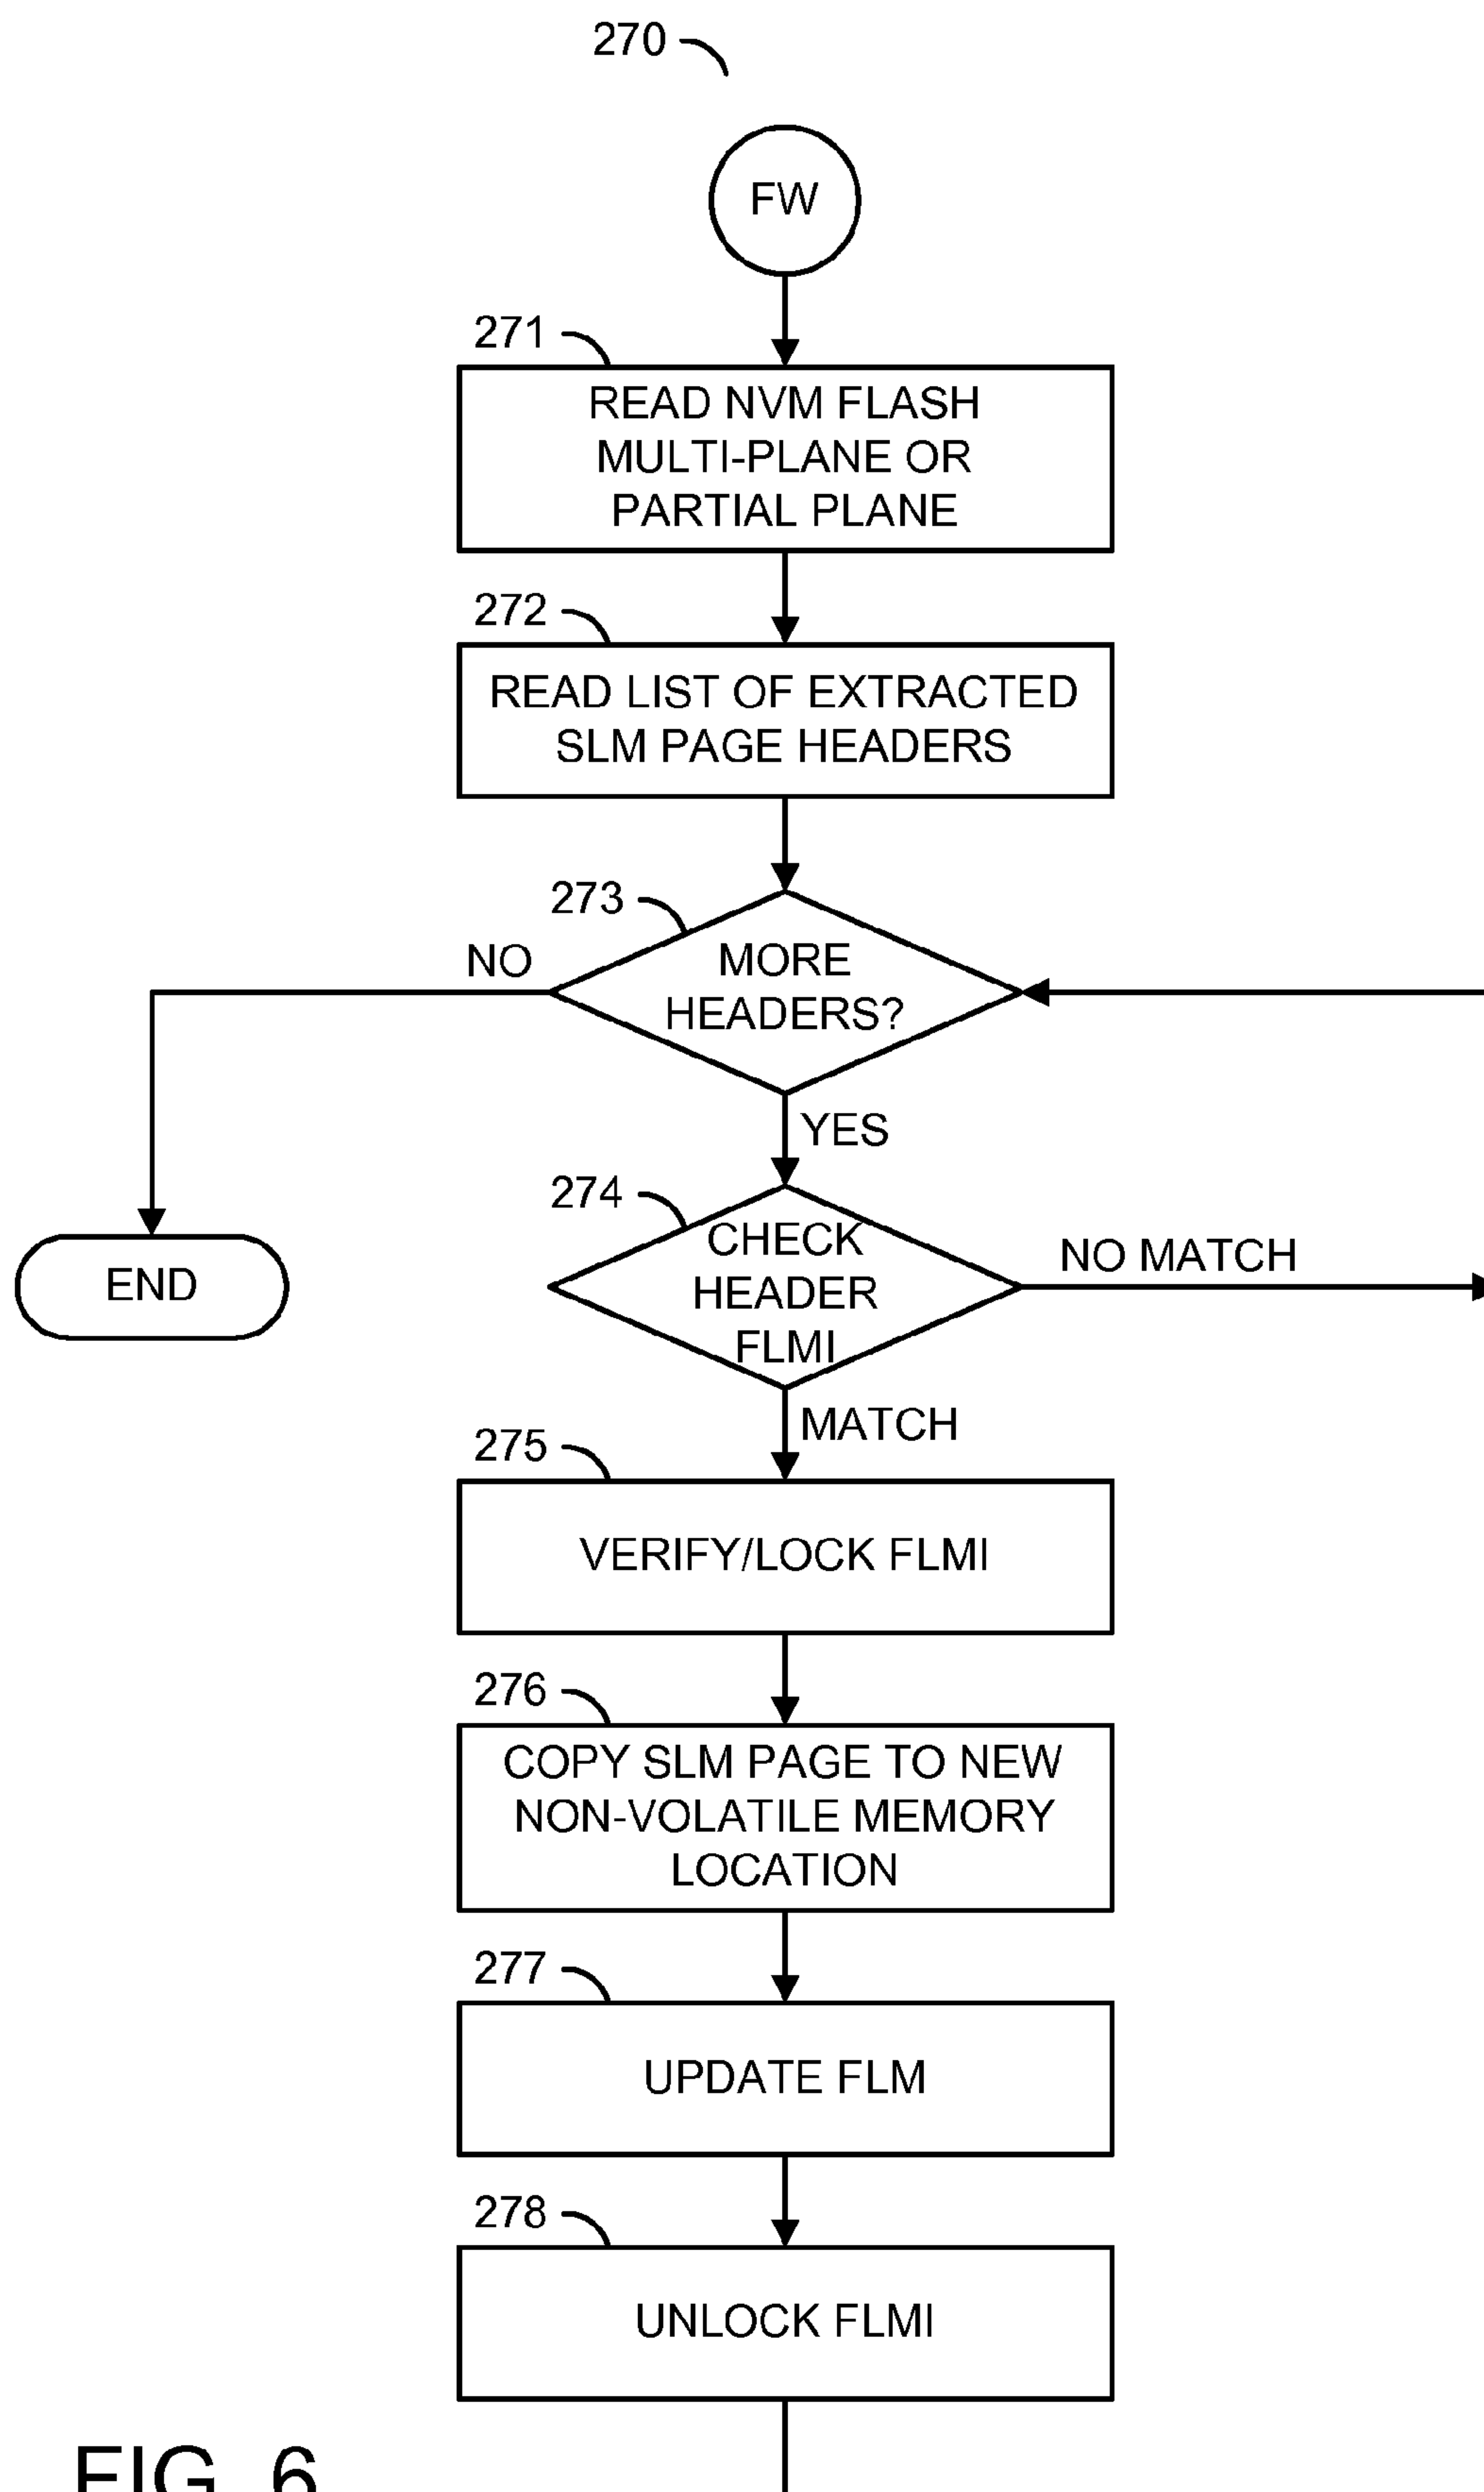 270
FW
271
READ NVM FLASH
MULTI-PLANE OR
PARTIAL PLANE
272
READ LIST OF EXTRACTED
SLM PAGE HEADERS
273
NO
MORE
HEADERS?
YES
274
CHECK
HEADER
FLMI
NO MATCH
END
MATCH
275
VERIFY/LOCK FLMI
276
COPY SLM PAGE TO NEW
NON-VOLATILE MEMORY
LOCATION
277
UPDATE FLM
278
UNLOCK FLMI
FIG. 6